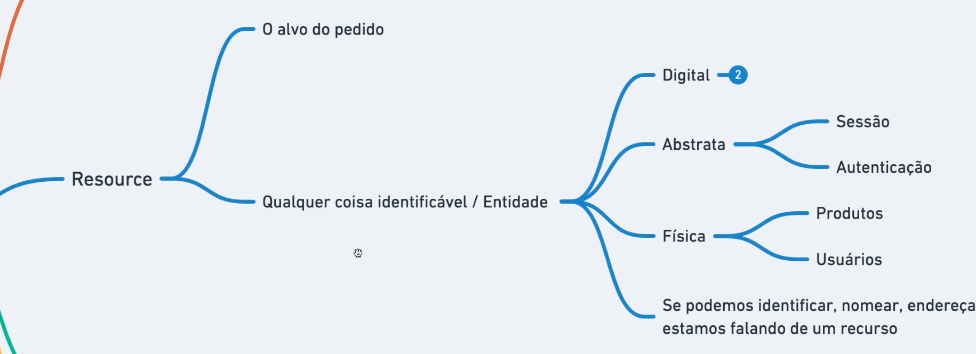 O alvo do pedido
Digital
2
Sessão
Abstrata
Autenticação
Resource
Qualquer coisa identificável / Entidade
Produtos
Física
Usuários
Se podemos identificar, nomear, endereça
estamos falando de um recurso